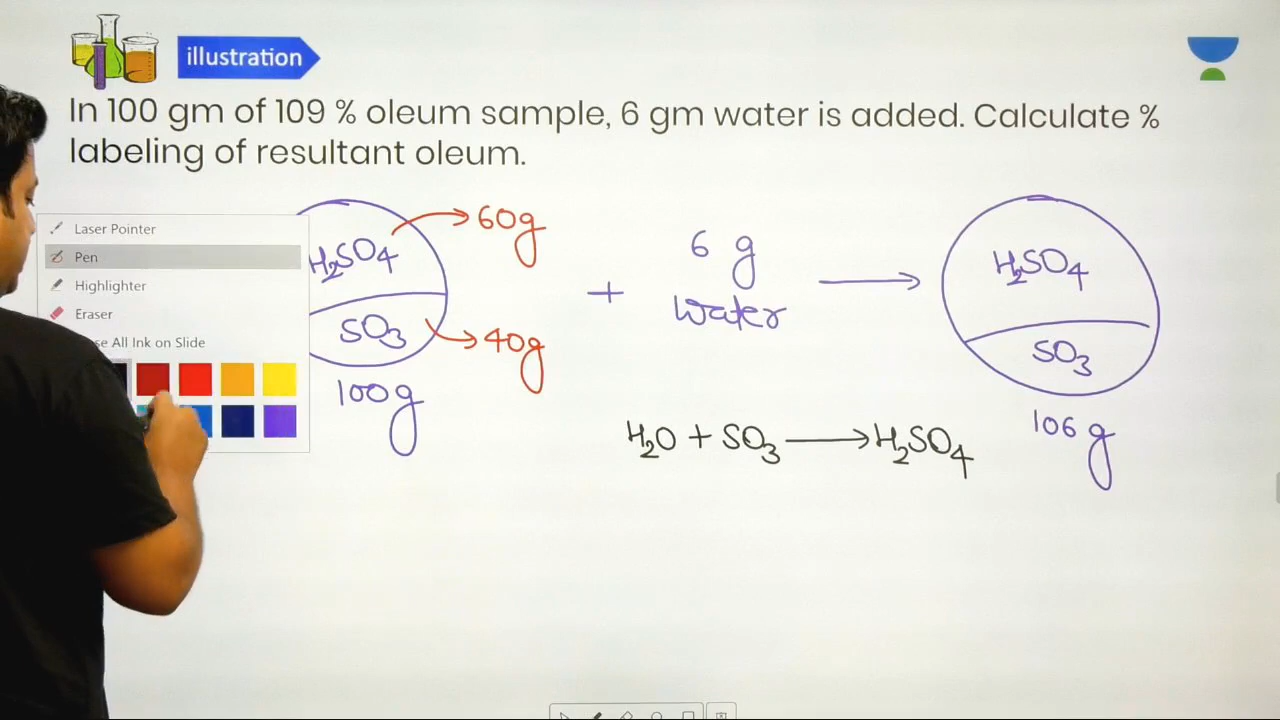 illustration
In 100 gm of 109 % oleum sample, 6 gm water is added. Calculate %
labeling of resultant oleum.
Laser Pointer
Pen
Highlighter
Eraser
All Ink on Slide
H₂SO₄
60g
SO₃
40g
100g
+
6 g
water
H₂SO₄
SO₃
106 g
H₂O + SO₃ ⟶ H₂SO₄